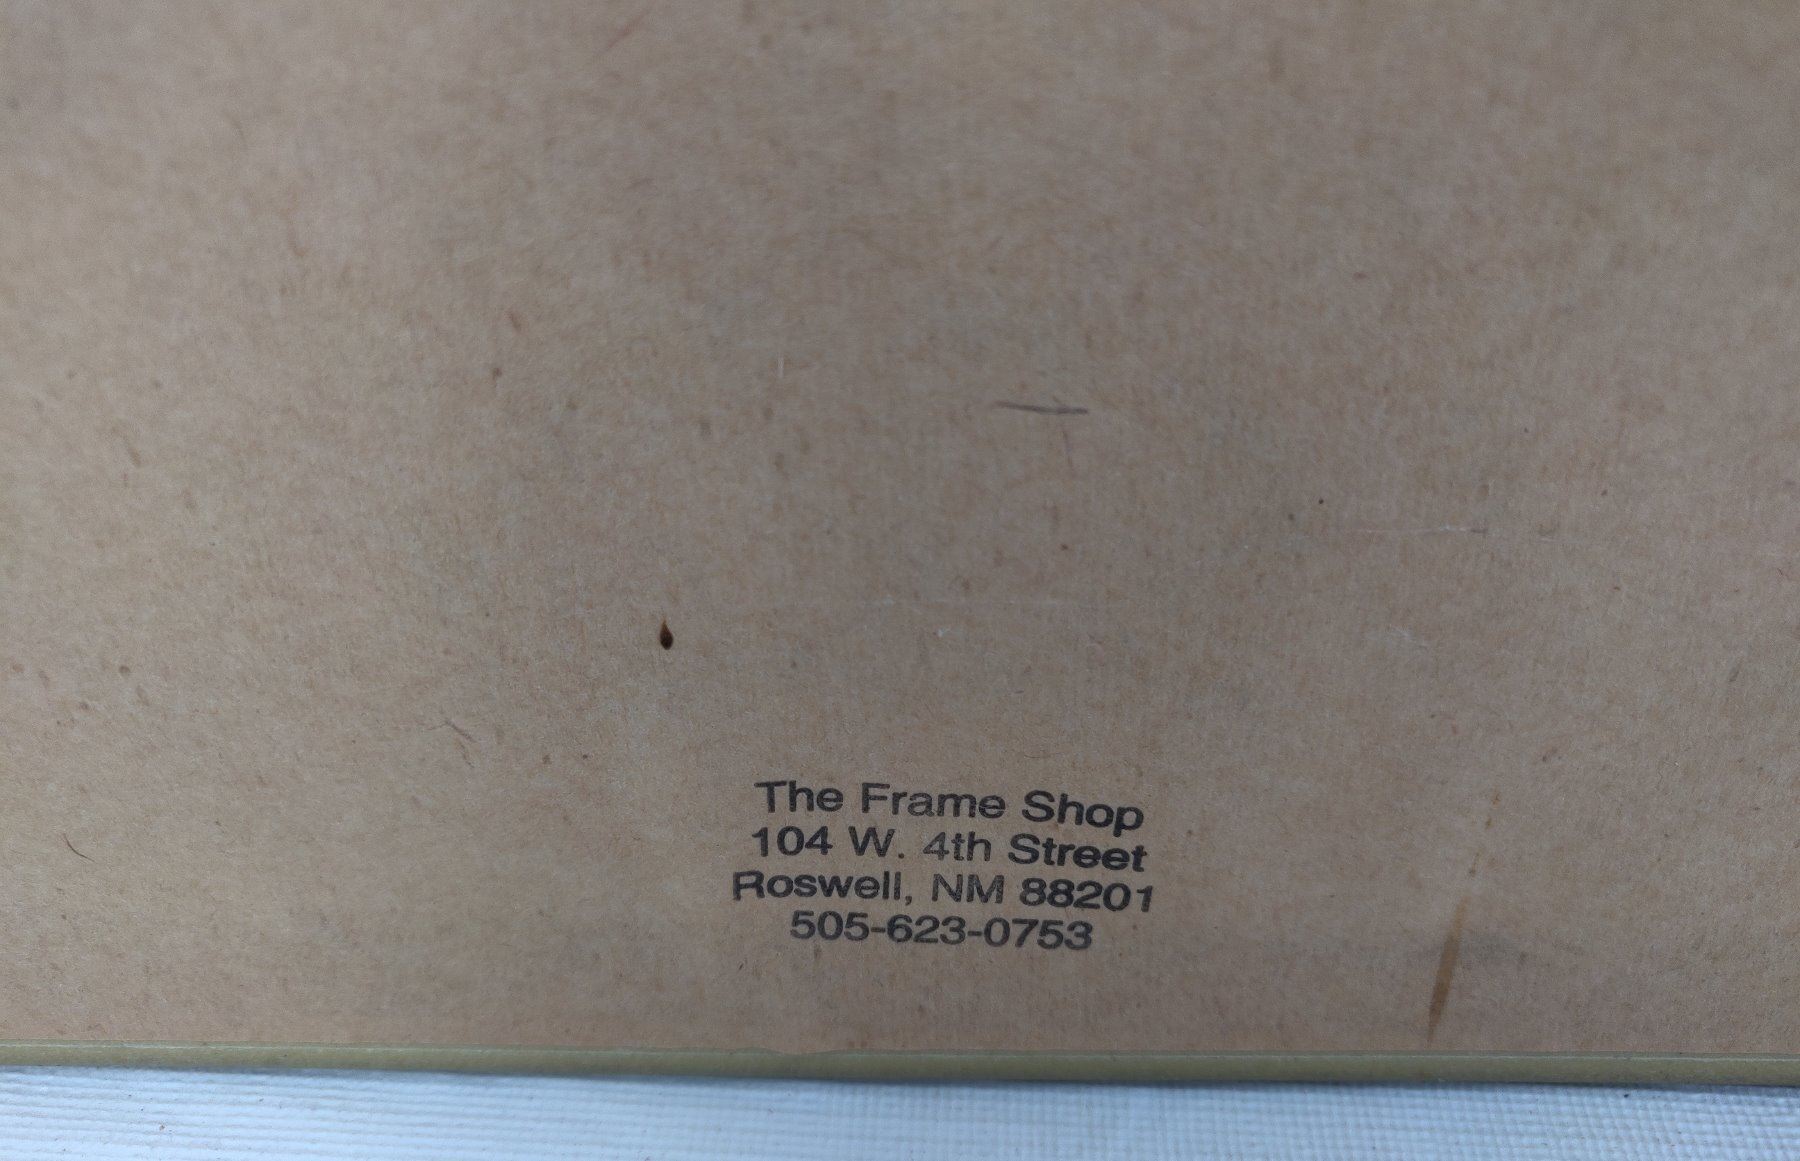 The Frame Shop
104 W. 4th Street
Roswell, NM 88201
505-623-0753